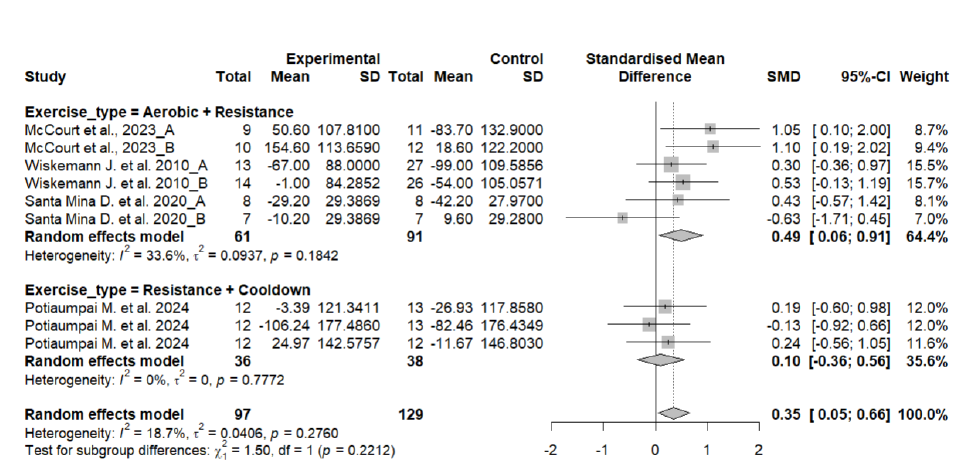 Experimental Control Standardised Mean
Study Total Mean SD Total Mean SD Difference SMD 95%-CI Weight
Exercise_type = Aerobic + Resistance
McCourt et al., 2023_A 9 50.60 107.8100 11 -83.70 132.9000 1.05 [ 0.10; 2.00] 8.7%
McCourt et al., 2023_B 10 154.60 113.6590 12 18.60 122.2000 1.10 [ 0.19; 2.02] 9.4%
Wiskemann J. et al. 2010_A 13 -67.00 88.0000 27 -99.00 109.5856 0.30 [-0.36; 0.97] 15.5%
Wiskemann J. et al. 2010_B 14 -1.00 84.2852 26 -54.00 105.0571 0.53 [-0.13; 1.19] 15.7%
Santa Mina D. et al. 2020_A 8 -29.20 29.3869 8 -42.20 27.9700 0.43 [-0.57; 1.42] 8.1%
Santa Mina D. et al. 2020_B 7 -10.20 29.3869 7 9.60 29.2800 -0.63 [-1.71; 0.45] 7.0%
Random effects model 61 91 0.49 [ 0.06; 0.91] 64.4%
Heterogeneity: I² = 33.6%, τ² = 0.0937, p = 0.1842
Exercise_type = Resistance + Cooldown
Potiaumpai M. et al. 2024 12 -3.39 121.3411 13 -26.93 117.8580 0.19 [-0.60; 0.98] 12.0%
Potiaumpai M. et al. 2024 12 -106.24 177.4860 13 -82.46 176.4349 -0.13 [-0.92; 0.66] 12.0%
Potiaumpai M. et al. 2024 12 24.97 142.5757 12 -11.67 146.8030 0.24 [-0.56; 1.05] 11.6%
Random effects model 36 38 0.10 [-0.36; 0.56] 35.6%
Heterogeneity: I² = 0%, τ² = 0, p = 0.7772
Random effects model 97 129 0.35 [ 0.05; 0.66] 100.0%
Heterogeneity: I² = 18.7%, τ² = 0.0406, p = 0.2760
Test for subgroup differences: χ²₁ = 1.50, df = 1 (p = 0.2212)
-2 -1 0 1 2